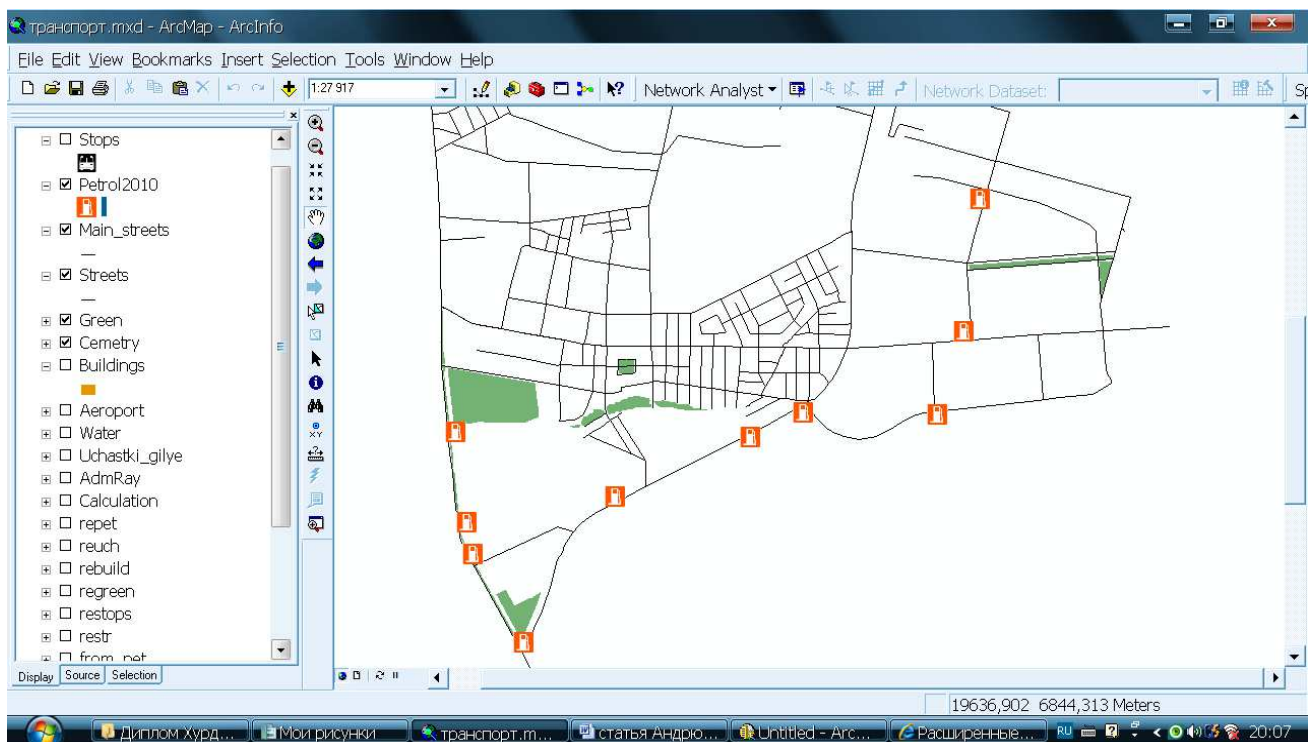 транспорт.mxd - ArcMap - ArcInfo
File Edit View Bookmarks Insert Selection Tools Window Help
1:27 917 Network Analyst Network Dataset: Sp
Stops
Petrol2010
Main_streets
Streets
Green
Cemetry
Buildings
Aeroport
Water
Uchastki_gilye
AdmRay
Calculation
repet
reuch
rebuild
regreen
restops
restr
from_pet
Display Source Selection
19636,902 6844,313 Meters
Диплом Хурд... Мои рисунки транспорт.m... статья Андрю... Untitled - Arc... Расширенные... RU 20:07